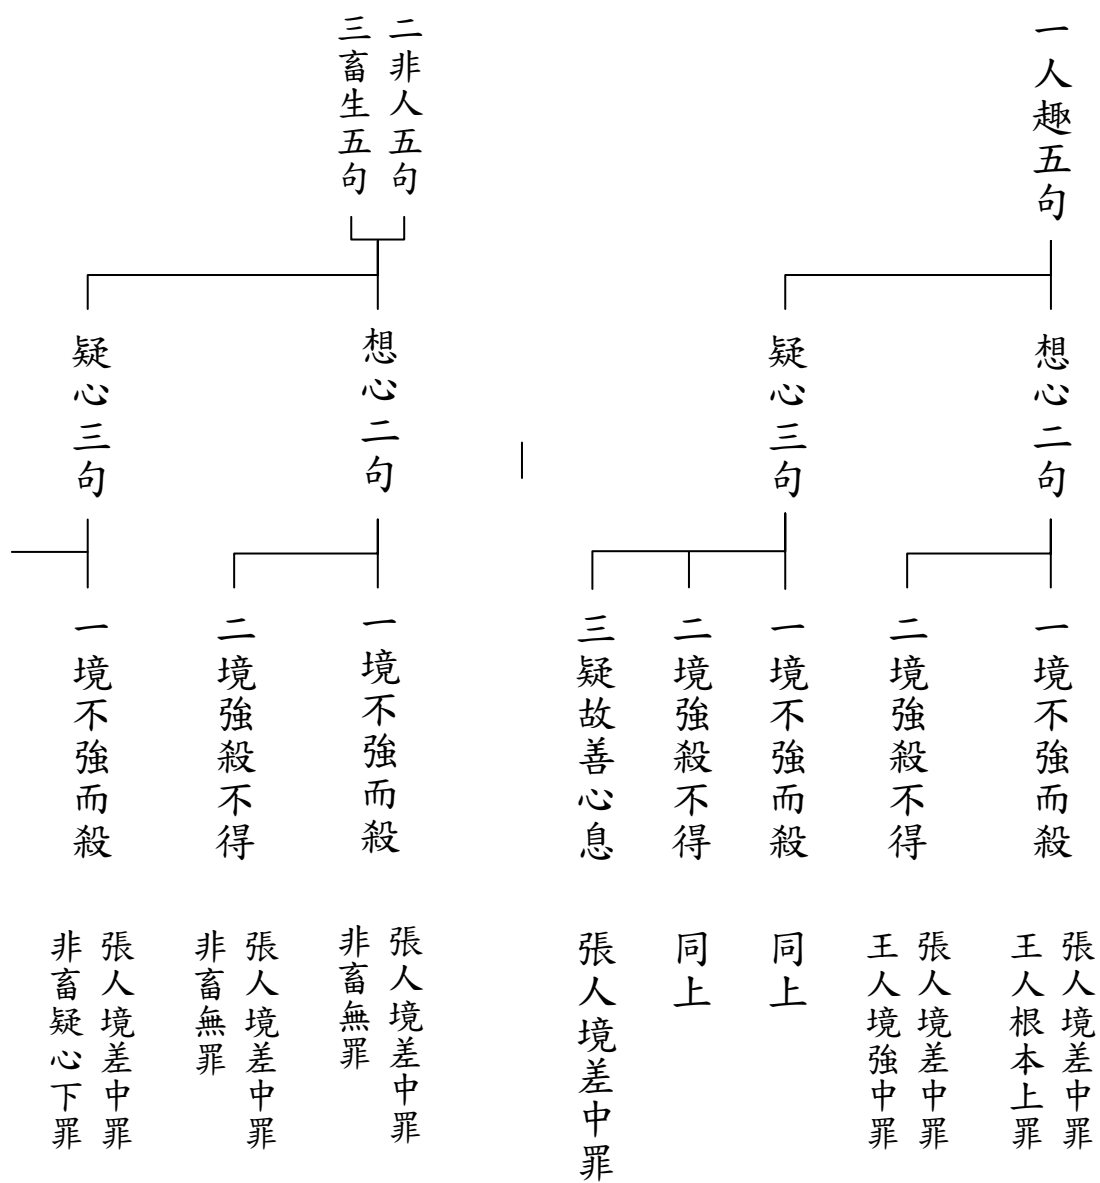 一人趣五句
想心二句
一境不強而殺
張人境差中罪
王人根本上罪
二境強殺不得
張人境差中罪
王人境強中罪
疑心三句
一境不強而殺
同上
二境強殺不得
同上
三疑故善心息
張人境差中罪
二非人五句
三畜生五句
想心二句
一境不強而殺
張人境差中罪
非畜無罪
二境強殺不得
張人境差中罪
非畜無罪
疑心三句
一境不強而殺
張人境差中罪
非畜疑心下罪